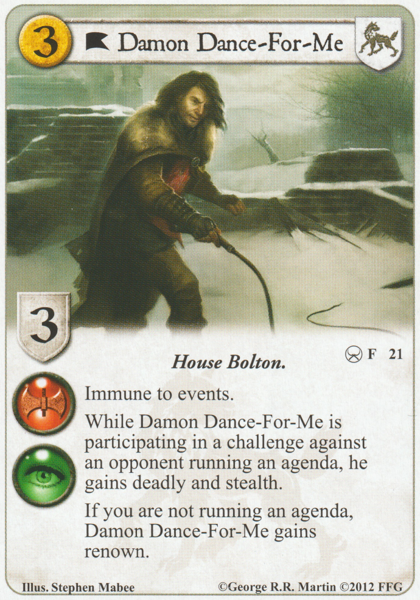 3
Damon Dance-For-Me
3
House Bolton.
F 21
Immune to events.
While Damon Dance-For-Me is
participating in a challenge against
an opponent running an agenda, he
gains deadly and stealth.
If you are not running an agenda,
Damon Dance-For-Me gains
renown.
Illus. Stephen Mabee
©George R.R. Martin ©2012 FFG